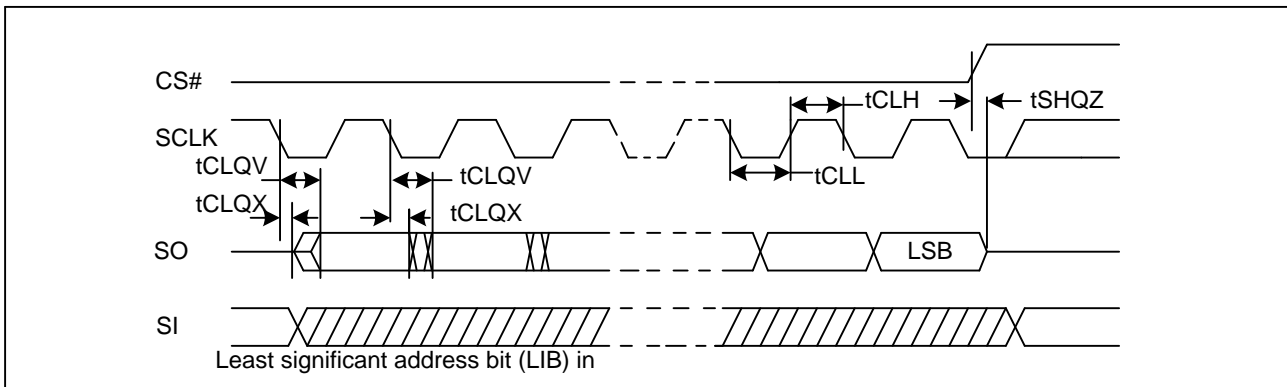 CS#
tCLH
tSHQZ
SCLK
tCLQV
tCLQV
tCLL
tCLQX
tCLQX
SO
LSB
SI
Least significant address bit (LIB) in